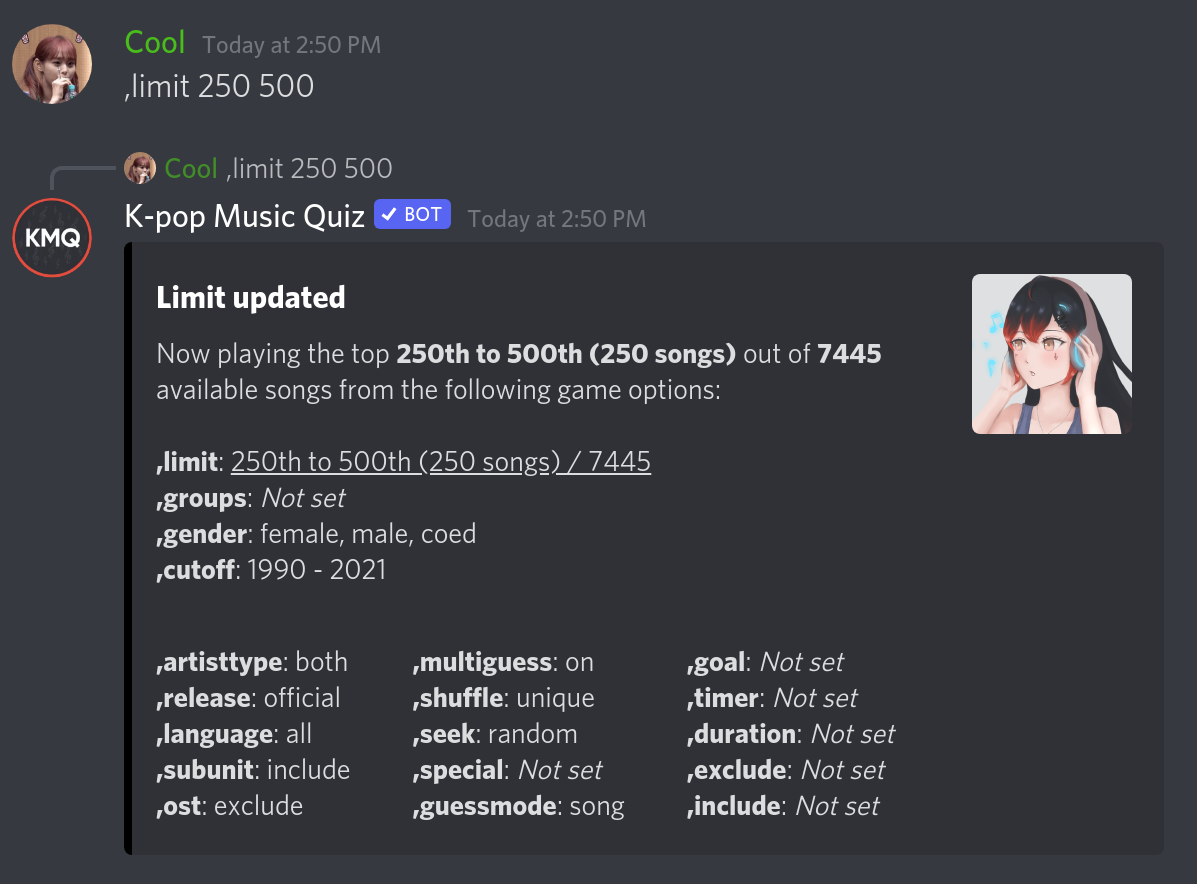 Cool Today at 2:50 PM
,limit 250 500
Cool ,limit 250 500
KMQ
K-pop Music Quiz ✓ BOT Today at 2:50 PM
Limit updated
Now playing the top 250th to 500th (250 songs) out of 7445
available songs from the following game options:
,limit: 250th to 500th (250 songs) / 7445
,groups: Not set
,gender: female, male, coed
,cutoff: 1990 - 2021
,artisttype: both ,multiguess: on ,goal: Not set
,release: official ,shuffle: unique ,timer: Not set
,language: all ,seek: random ,duration: Not set
,subunit: include ,special: Not set ,exclude: Not set
,ost: exclude ,guessmode: song ,include: Not set